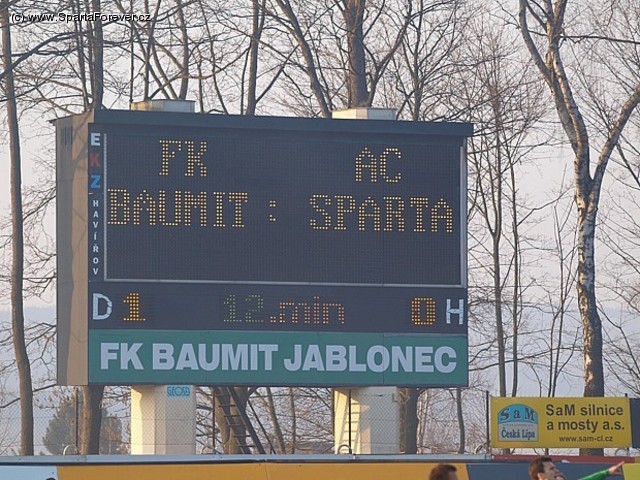 (c) www.SpartaForever.cz
EKZ HAVÍŘOV
FK AC
BAUMIT : SPARTA
D 1 12.min 0 H
FK BAUMIT JABLONEC
SaM
Česká Lípa
SaM silnice
a mosty a.s.
www.sam-cl.cz